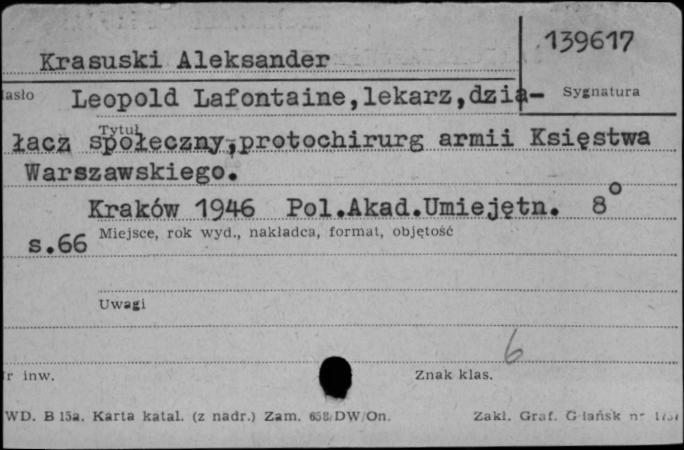 139617
Krasuski Aleksander
Sygnatura
Leopold Lafontaine,lekarz,dzia-
Tytuł
łacz społeczny,protochirurg armii Księstwa
Warszawskiego.
Kraków 1946 Pol.Akad.Umiejętn. 8°
s.66 Miejsce, rok wyd., nakładca, format, objętość
Uwagi
6
inw. Znak klas.
WD. B 15a. Karta katal. (z nadr.) Zam. 658/DW/On. Zakł. Graf. Gdańsk nr